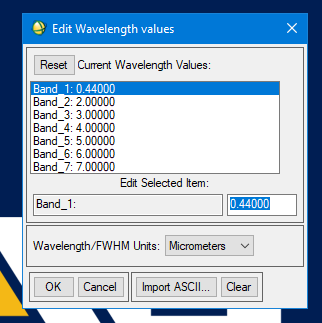 Edit Wavelength values
Reset Current Wavelength Values:
Band_1: 0.44000
Band_2: 2.00000
Band_3: 3.00000
Band_4: 4.00000
Band_5: 5.00000
Band_6: 6.00000
Band_7: 7.00000
Edit Selected Item:
Band_1: 0.44000
Wavelength/FWHM Units: Micrometers
OK Cancel Import ASCII... Clear